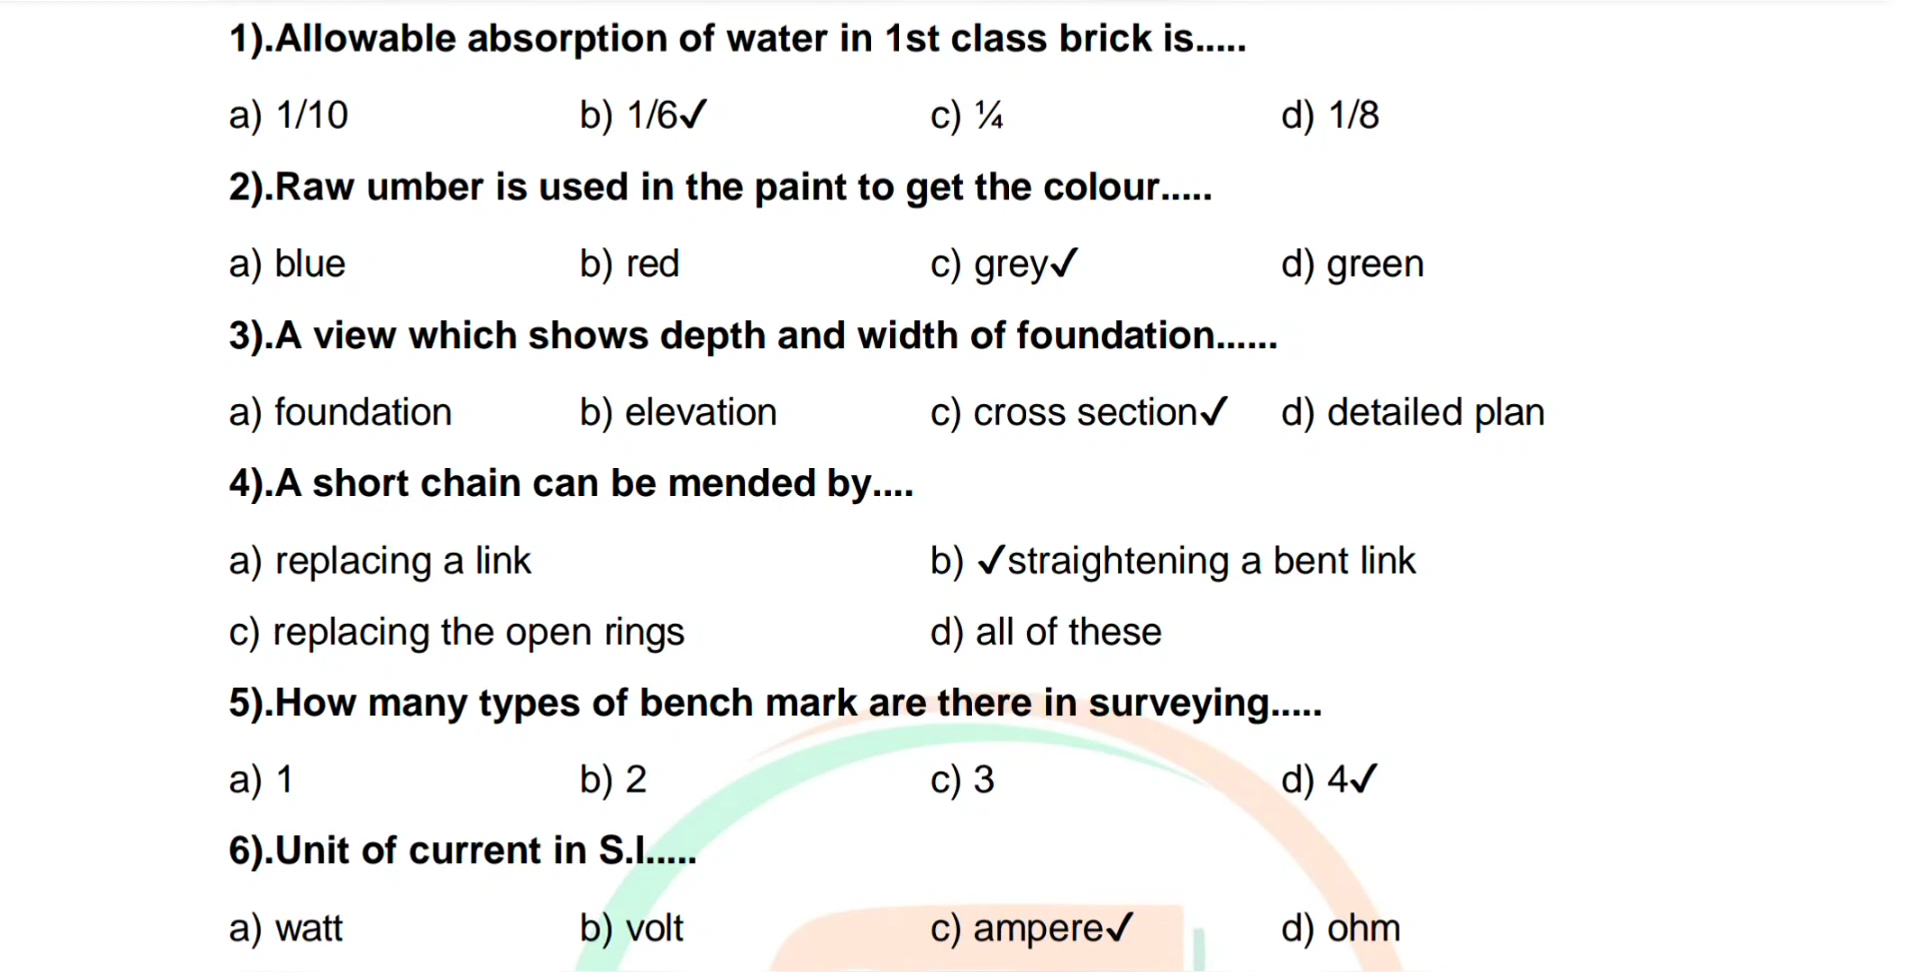 1).Allowable absorption of water in 1st class brick is.....
a) 1/10 b) 1/6✓ c) ¼ d) 1/8
2).Raw umber is used in the paint to get the colour.....
a) blue b) red c) grey✓ d) green
3).A view which shows depth and width of foundation......
a) foundation b) elevation c) cross section✓ d) detailed plan
4).A short chain can be mended by....
a) replacing a link b) ✓straightening a bent link
c) replacing the open rings d) all of these
5).How many types of bench mark are there in surveying.....
a) 1 b) 2 c) 3 d) 4✓
6).Unit of current in S.I.....
a) watt b) volt c) ampere✓ d) ohm